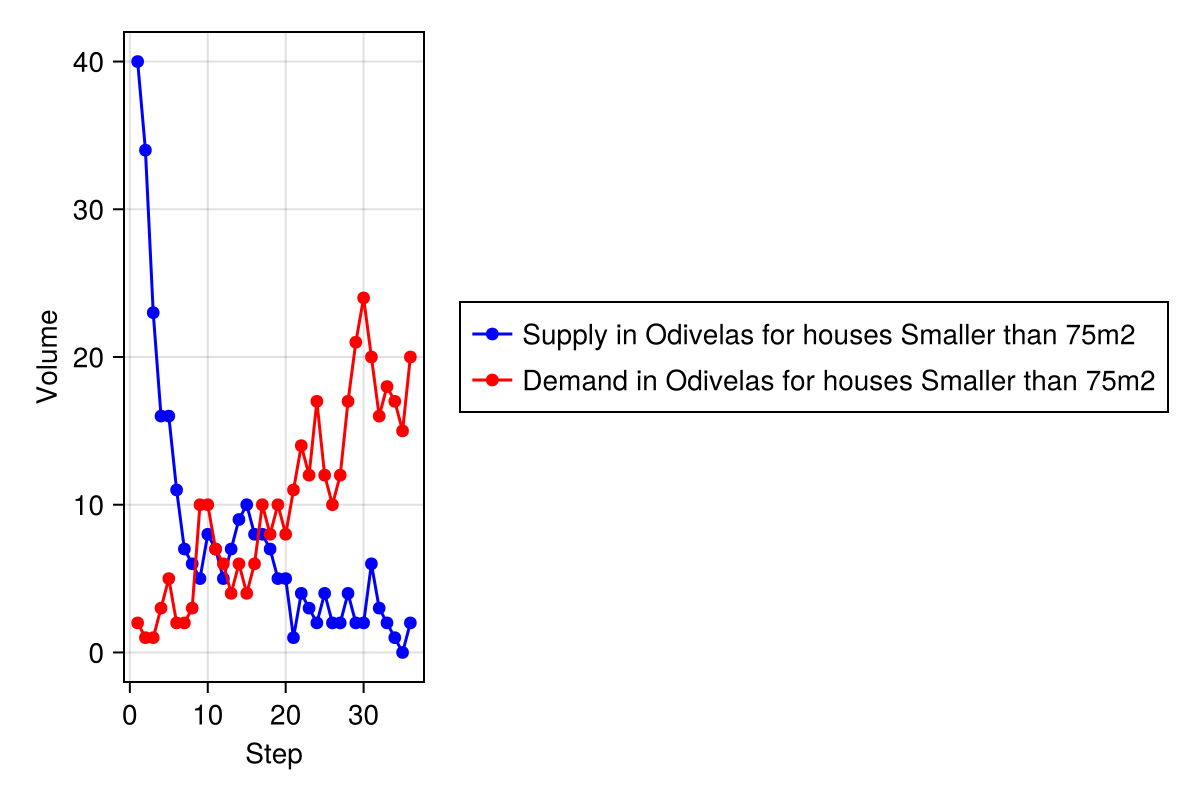 40
30
20
10
0
Volume
0 10 20 30
Step
Supply in Odivelas for houses Smaller than 75m2
Demand in Odivelas for houses Smaller than 75m2